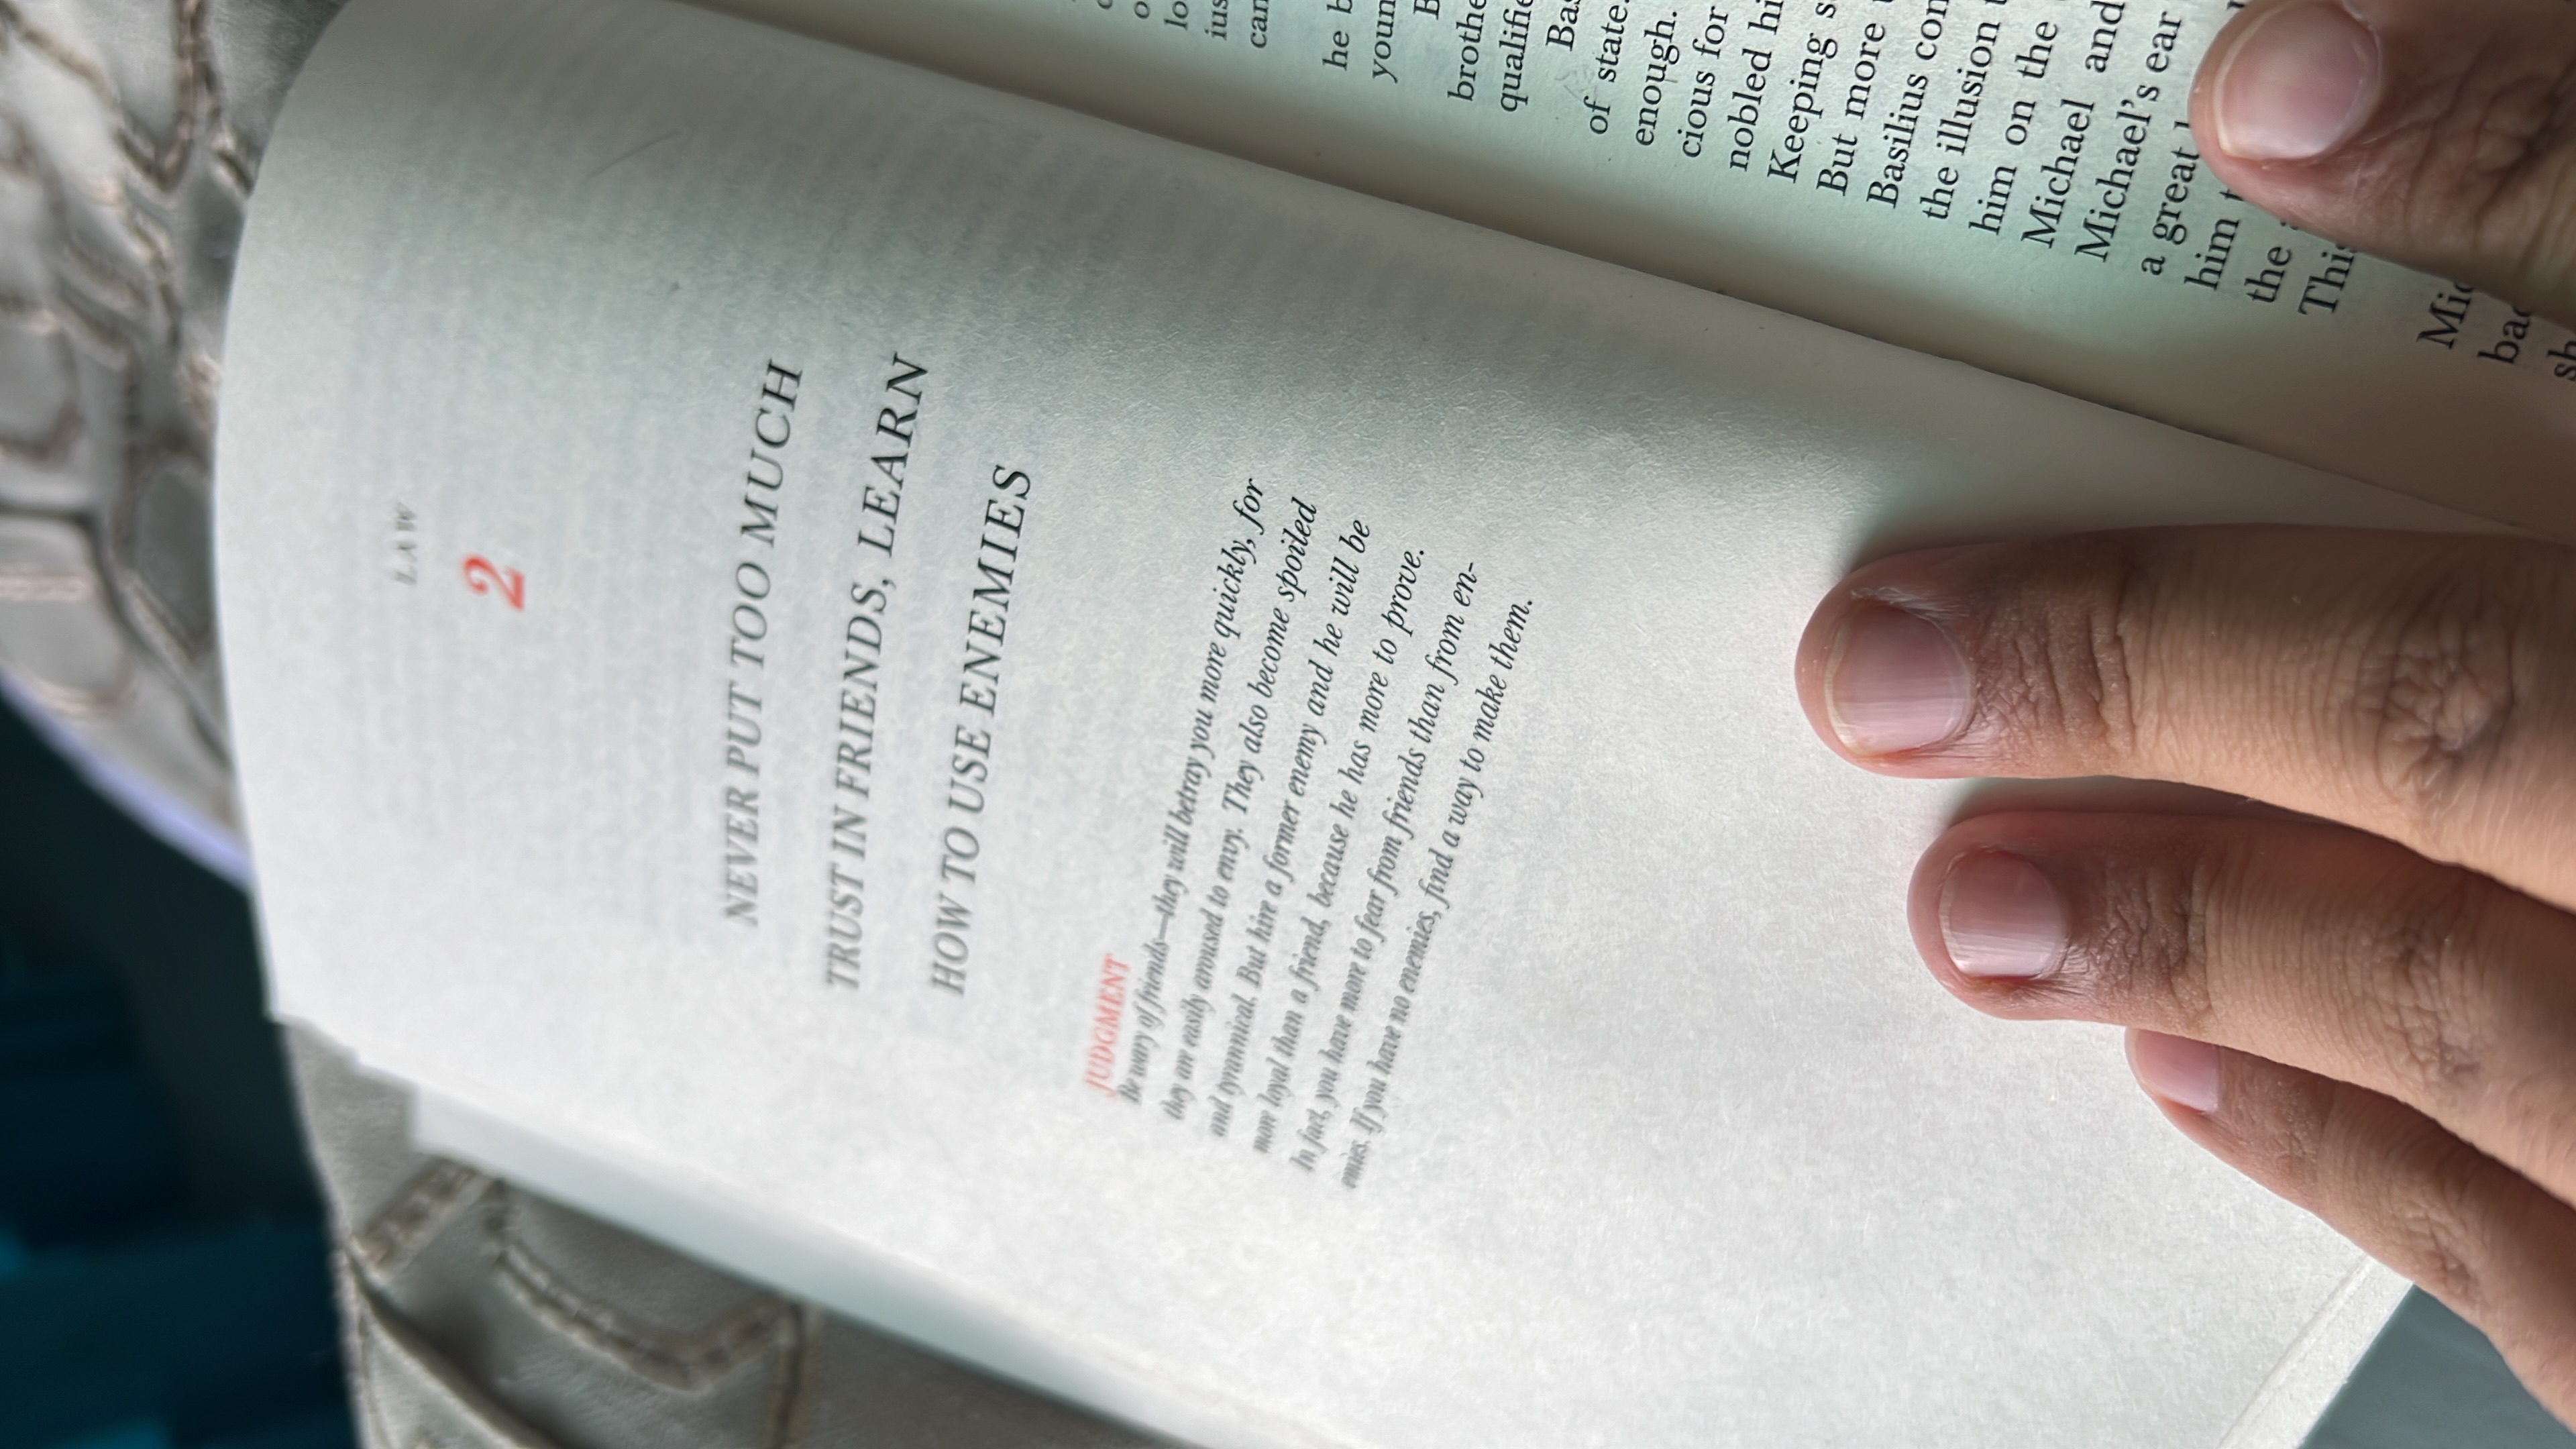 LAW
2
NEVER PUT TOO MUCH
TRUST IN FRIENDS, LEARN
HOW TO USE ENEMIES
JUDGMENT
Be wary of friends—they will betray you more quickly, for
they are easily aroused to envy. They also become spoiled
and tyrannical. But hire a former enemy and he will be
more loyal than a friend, because he has more to prove.
In fact, you have more to fear from friends than from en-
emies. If you have no enemies, find a way to make them.
he
of state.
enough.
cious for
nobled
Keeping
But more
Basilius
the illusion
him on the
Michael and
Michael's ear
a great
him
the